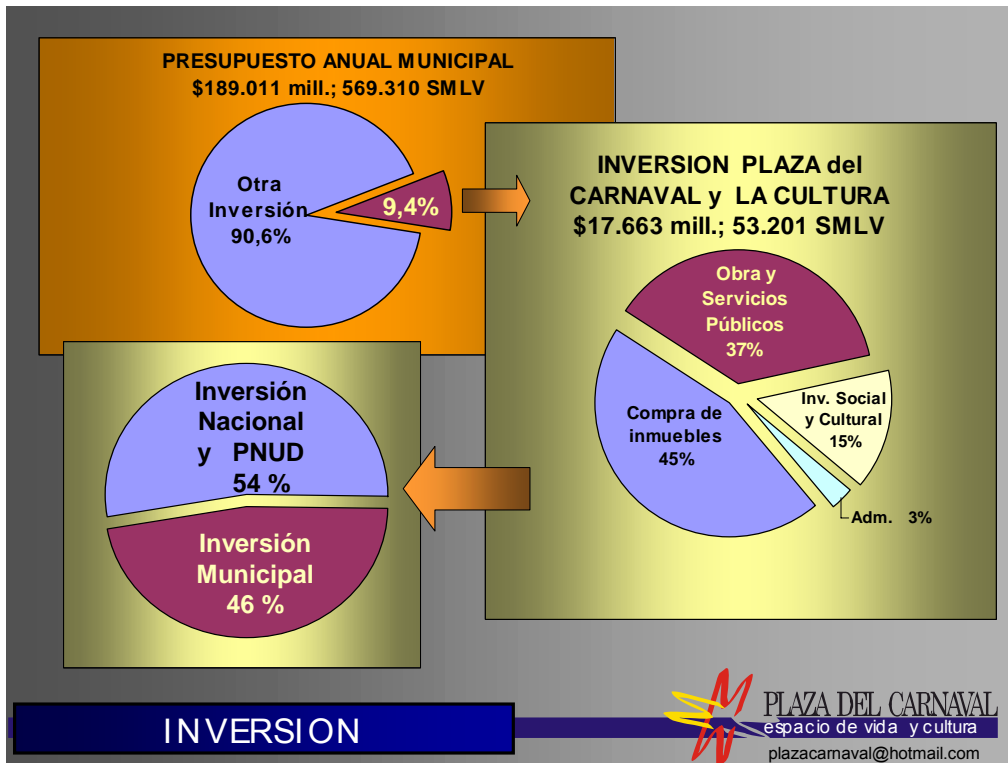 PRESUPUESTO ANUAL MUNICIPAL
$189.011 mill.; 569.310 SMLV
Otra
Inversión
90,6%
9,4%
INVERSION PLAZA del
CARNAVAL y LA CULTURA
$17.663 mill.; 53.201 SMLV
Obra y
Servicios
Públicos
37%
Inv. Social
y Cultural
15%
Compra de
inmuebles
45%
Adm. 3%
Inversión
Nacional
y PNUD
54 %
Inversión
Municipal
46 %
INVERSION
PLAZA DEL CARNAVAL
espacio de vida y cultura
plazacarnaval@hotmail.com